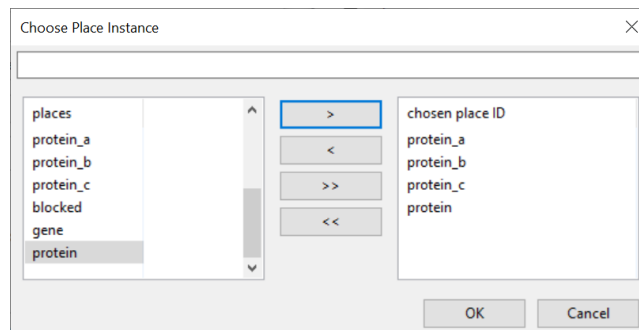 Choose Place Instance
places
protein_a
protein_b
protein_c
blocked
gene
protein
>
<
>>
<<
chosen place ID
protein_a
protein_b
protein_c
protein
OK
Cancel